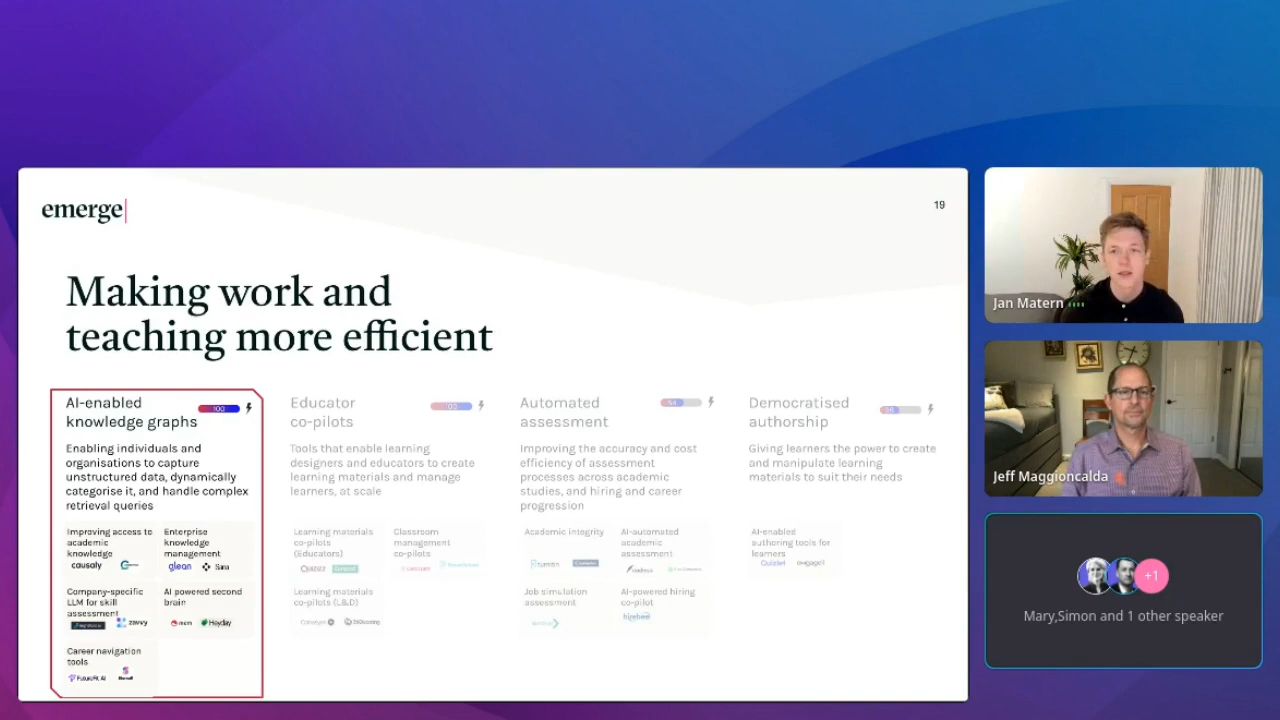 emerge
19
Making work and
teaching more efficient
AI-enabled
knowledge graphs
100
Enabling individuals and
organisations to capture
unstructured data, dynamically
categorise it, and handle complex
retrieval queries
Improving access to
academic
knowledge
causaly
Enterprise
knowledge
management
glean
Sana
Company-specific
LLM for skill
assessment
zavvy
AI powered second
brain
mem
Heyday
Career navigation
tools
FutureFit AI
Educator
co-pilots
100
Tools that enable learning
designers and educators to create
learning materials and manage
learners, at scale
Learning materials
co-pilots
(Educators)
Classroom
management
co-pilots
Learning materials
co-pilots (L&D)
Automated
assessment
Improving the accuracy and cost
efficiency of assessment
processes across academic
studies, and hiring and career
progression
Academic integrity
turnitin
AI-automated
academic
assessment
Job simulation
assessment
AI-powered hiring
co-pilot
Democratised
authorship
Giving learners the power to create
and manipulate learning
materials to suit their needs
AI-enabled
authoring tools for
learners
Quizlet
Jan Matern
Jeff Maggioncalda
+1
Mary,Simon and 1 other speaker